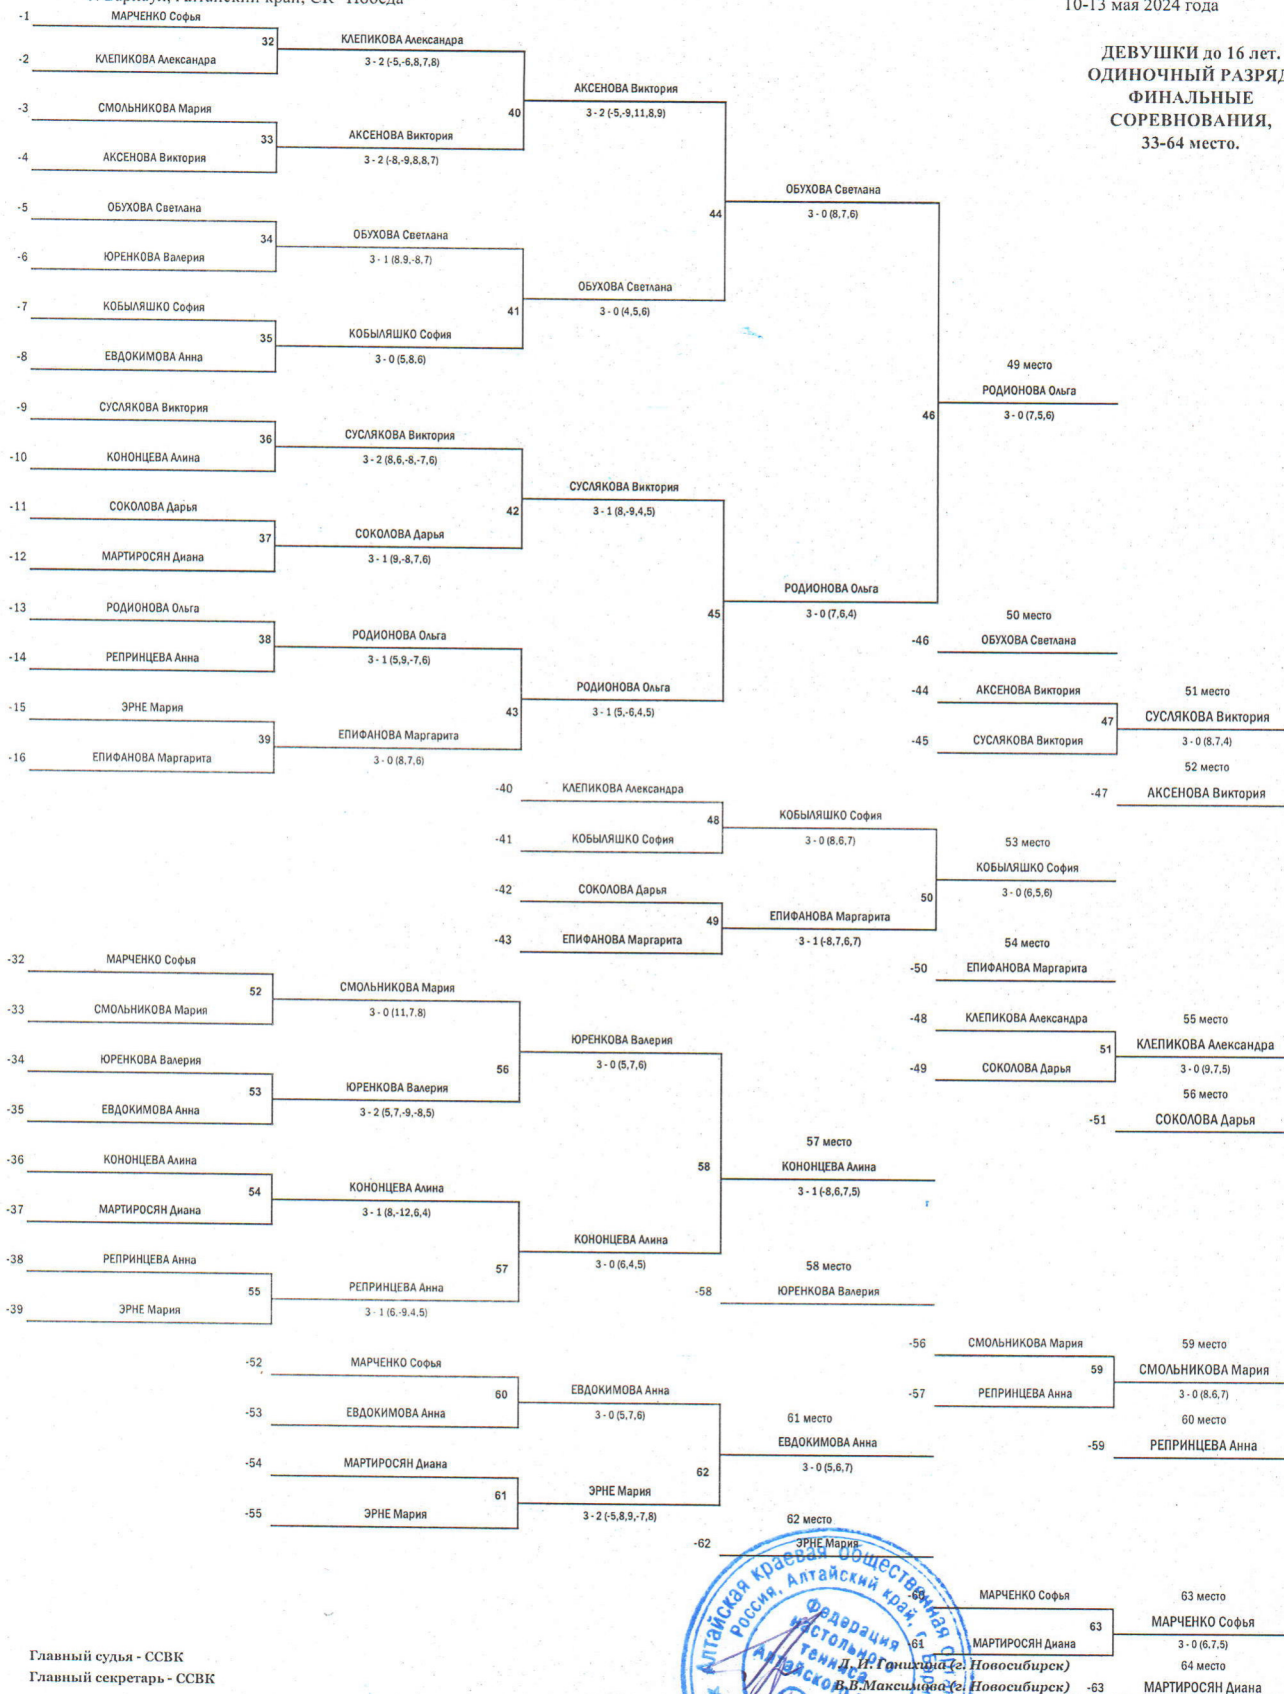 10-13 мая 2024 года
ДЕВУШКИ до 16 лет.
ОДИНОЧНЫЙ РАЗРЯД
ФИНАЛЬНЫЕ
СОРЕВНОВАНИЯ,
33-64 место.
-1 МАРЧЕНКО Софья
32 КЛЕПИКОВА Александра
-2 КЛЕПИКОВА Александра
3 - 2 (-5,-6,8,7,8)
АКСЕНОВА Виктория
-3 СМОЛЬНИКОВА Мария
40 3 - 2 (-5,-9,11,8,9)
33 АКСЕНОВА Виктория
-4 АКСЕНОВА Виктория
3 - 2 (-8,-9,8,8,7)
ОБУХОВА Светлана
-5 ОБУХОВА Светлана
44 3 - 0 (8,7,6)
34 ОБУХОВА Светлана
-6 ЮРЕНКОВА Валерия
3 - 1 (8,9,-8,7)
ОБУХОВА Светлана
-7 КОБЫЛЯШКО София
41 3 - 0 (4,5,6)
35 КОБЫЛЯШКО София
-8 ЕВДОКИМОВА Анна
3 - 0 (5,8,6)
49 место
РОДИОНОВА Ольга
-9 СУСЛЯКОВА Виктория
46 3 - 0 (7,5,6)
36 СУСЛЯКОВА Виктория
-10 КОНОНЦЕВА Алина
3 - 2 (8,6,-8,-7,6)
СУСЛЯКОВА Виктория
-11 СОКОЛОВА Дарья
42 3 - 1 (8,-9,4,5)
37 СОКОЛОВА Дарья
-12 МАРТИРОСЯН Диана
3 - 1 (9,-8,7,6)
РОДИОНОВА Ольга
-13 РОДИОНОВА Ольга
45 3 - 0 (7,6,4)
50 место
38 РОДИОНОВА Ольга
-46 ОБУХОВА Светлана
-14 РЕПРИНЦЕВА Анна
3 - 1 (5,9,-7,6)
РОДИОНОВА Ольга
-44 АКСЕНОВА Виктория
51 место
-15 ЭРНЕ Мария
43 3 - 1 (5,-6,4,5)
47 СУСЛЯКОВА Виктория
39 ЕПИФАНОВА Маргарита
-45 СУСЛЯКОВА Виктория
3 - 0 (8,7,4)
-16 ЕПИФАНОВА Маргарита
3 - 0 (8,7,6)
52 место
-40 КЛЕПИКОВА Александра
-47 АКСЕНОВА Виктория
48 КОБЫЛЯШКО София
-41 КОБЫЛЯШКО София
3 - 0 (8,6,7)
53 место
КОБЫЛЯШКО София
-42 СОКОЛОВА Дарья
50 3 - 0 (6,5,6)
49 ЕПИФАНОВА Маргарита
-43 ЕПИФАНОВА Маргарита
3 - 1 (-8,7,6,7)
54 место
-32 МАРЧЕНКО Софья
-50 ЕПИФАНОВА Маргарита
52 СМОЛЬНИКОВА Мария
-33 СМОЛЬНИКОВА Мария
3 - 0 (11,7,8)
-48 КЛЕПИКОВА Александра
55 место
ЮРЕНКОВА Валерия
51 КЛЕПИКОВА Александра
-34 ЮРЕНКОВА Валерия
56 3 - 0 (5,7,6)
-49 СОКОЛОВА Дарья
3 - 0 (9,7,5)
53 ЮРЕНКОВА Валерия
56 место
-35 ЕВДОКИМОВА Анна
3 - 2 (5,7,-9,-8,5)
-51 СОКОЛОВА Дарья
57 место
-36 КОНОНЦЕВА Алина
58 КОНОНЦЕВА Алина
54 КОНОНЦЕВА Алина
3 - 1 (-8,6,7,5)
-37 МАРТИРОСЯН Диана
3 - 1 (8,-12,6,4)
КОНОНЦЕВА Алина
-38 РЕПРИНЦЕВА Анна
57 3 - 0 (6,4,5)
58 место
55 РЕПРИНЦЕВА Анна
-58 ЮРЕНКОВА Валерия
-39 ЭРНЕ Мария
3 - 1 (6,-9,4,5)
-56 СМОЛЬНИКОВА Мария
59 место
-52 МАРЧЕНКО Софья
59 СМОЛЬНИКОВА Мария
60 ЕВДОКИМОВА Анна
-57 РЕПРИНЦЕВА Анна
3 - 0 (8,6,7)
-53 ЕВДОКИМОВА Анна
3 - 0 (5,7,6)
61 место
60 место
ЕВДОКИМОВА Анна
-59 РЕПРИНЦЕВА Анна
-54 МАРТИРОСЯН Диана
62 3 - 0 (5,6,7)
61 ЭРНЕ Мария
-55 ЭРНЕ Мария
3 - 2 (-5,8,9,-7,8)
62 место
-62 ЭРНЕ Мария
Алтайская краевая общественная
Россия, Алтайский край, г.
Федерация
настольного
тенниса
-60 МАРЧЕНКО Софья
63 место
63 МАРЧЕНКО Софья
-61 МАРТИРОСЯН Диана
3 - 0 (6,7,5)
Главный судья - ССВК
Л.И. Ганихина (г. Новосибирск)
64 место
Главный секретарь - ССВК
В.В.Максимова (г. Новосибирск)
-63 МАРТИРОСЯН Диана